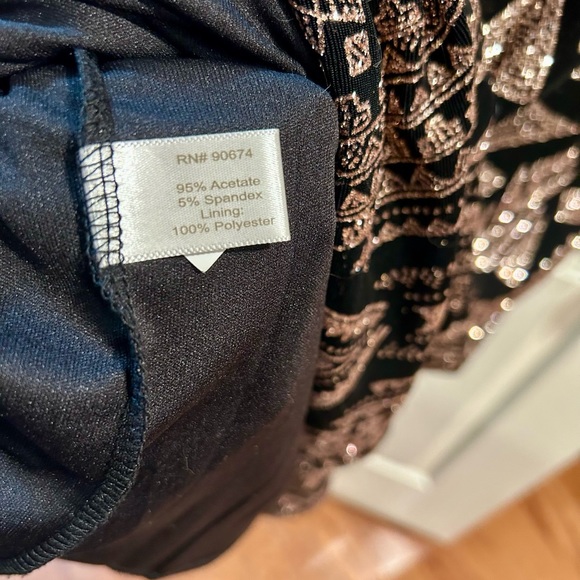 RN# 90674
95% Acetate
5% Spandex
Lining:
100% Polyester